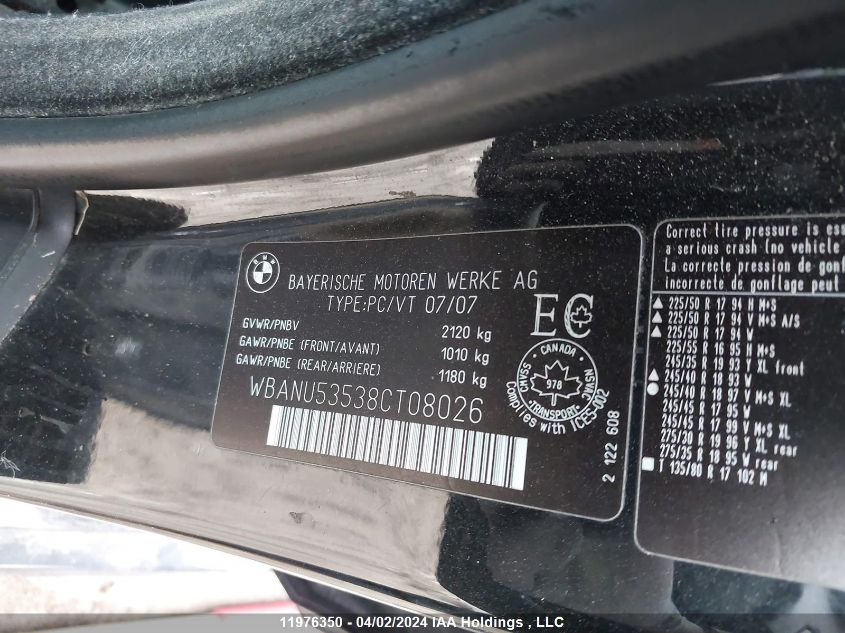 BMW
BAYERISCHE MOTOREN WERKE AG
TYPE:PC/VT 07/07
GVWR/PNBV 2120 kg
GAWR/PNBE (FRONT/AVANT) 1010 kg
GAWR/PNBE (REAR/ARRIERE) 1180 kg
WBANU53538CT08026
EC
CANADA
CMVSS
NSVAC
978
TRANSPORT
Complies with ICES-002
2 122 608
Correct tire pressure is ess
a serious crash (no vehicle
La correcte pression de gonf
incorrecte de gonflage peut
225/50 R 17 94 V M+S
225/50 R 17 94 V M+S A/S
225/50 R 17 94 W
225/55 R 16 95 H M+S
245/35 R 19 93 Y XL front
245/40 R 18 93 W
245/40 R 18 97 V M+S XL
245/45 R 17 95 W
245/45 R 17 99 V M+S XL
275/30 R 19 96 Y XL rear
275/35 R 18 95 W rear
T 135/80 R 17 102 M
11976350 - 04/02/2024 IAA Holdings , LLC